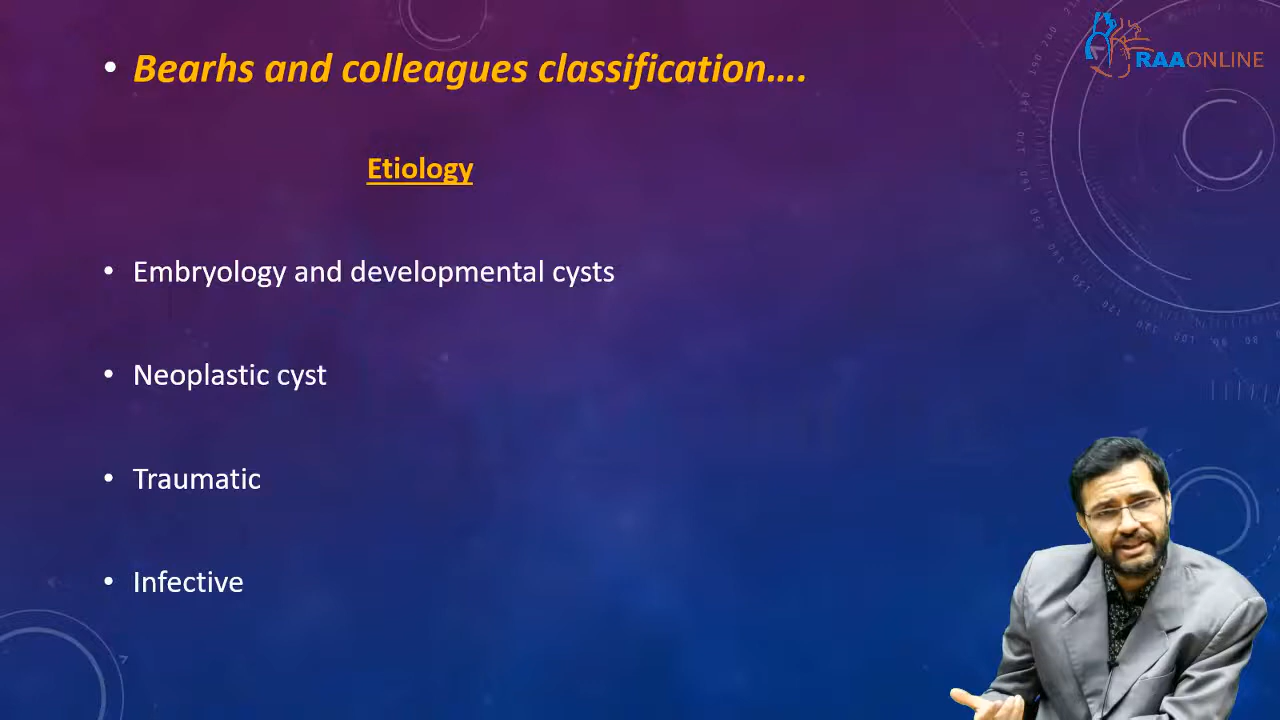 RAAONLINE
• Bearhs and colleagues classification....
Etiology
• Embryology and developmental cysts
• Neoplastic cyst
• Traumatic
• Infective